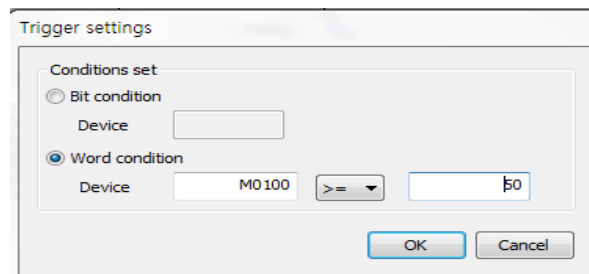 Trigger settings
Conditions set
Bit condition
Device
Word condition
Device M0100 >= 50
OK Cancel